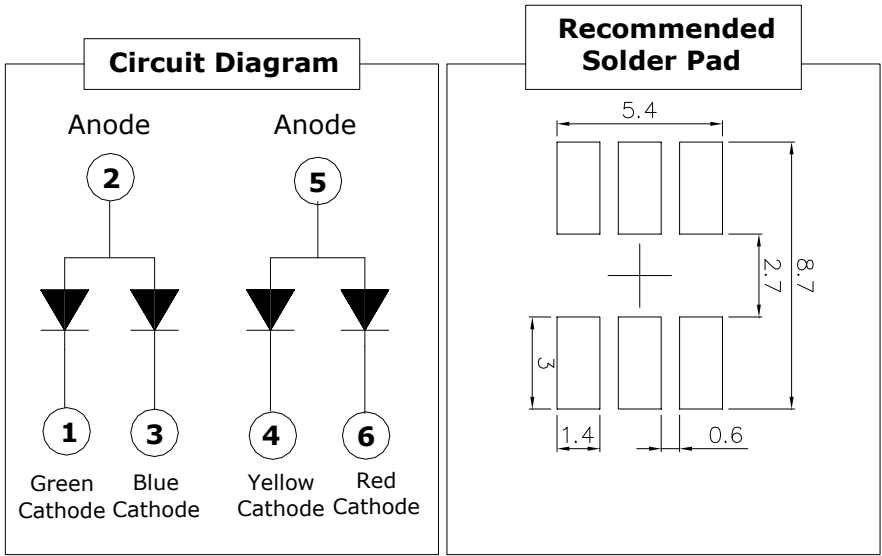 Circuit Diagram
Anode
Anode
2
5
1
3
4
6
Green
Cathode
Blue
Cathode
Yellow
Cathode
Red
Cathode
Recommended
Solder Pad
5.4
2.7
8.7
3
1.4
0.6